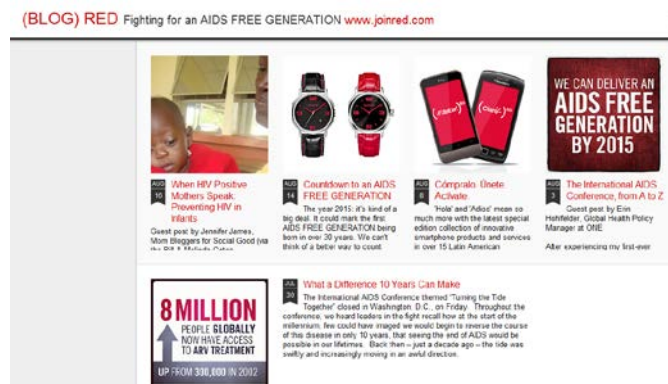 (BLOG) RED Fighting for an AIDS FREE GENERATION www.joinred.com
AUG
10
When HIV Positive
Mothers Speak:
Preventing HIV in
Infants
Guest post by Jennifer James,
Mom Bloggers for Social Good (via
the Bill & Melinda Gates
AUG
14
Countdown to an AIDS
FREE GENERATION
The year 2015: it's kind of a
big deal. It could mark the first
AIDS FREE GENERATION being
born in over 30 years. We can't
think of a better way to count
AUG
6
Cómpralo. Únete.
Actívate.
'Hola' and 'Adios' mean so
much more with the latest special
edition collection of innovative
smartphone products and services
in over 15 Latin American
WE CAN DELIVER AN
AIDS FREE
GENERATION
BY 2015
AUG
3
The International AIDS
Conference, from A to Z
Guest post by Erin
Hohlfelder, Global Health Policy
Manager at ONE
After experiencing my first-ever
8 MILLION
PEOPLE GLOBALLY
NOW HAVE ACCESS
TO ARV TREATMENT
UP FROM 300,000 IN 2002
JUL
30
What a Difference 10 Years Can Make
The International AIDS Conference themed "Turning the Tide
Together" closed in Washington, D.C., on Friday. Throughout the
conference, we heard leaders in the fight recall how at the start of the
millennium, few could have imaged we would begin to reverse the course
of this disease in only 10 years, that seeing the end of AIDS would be
possible in our lifetimes. Back then – just a decade ago – the tide was
swiftly and increasingly moving in an awful direction.